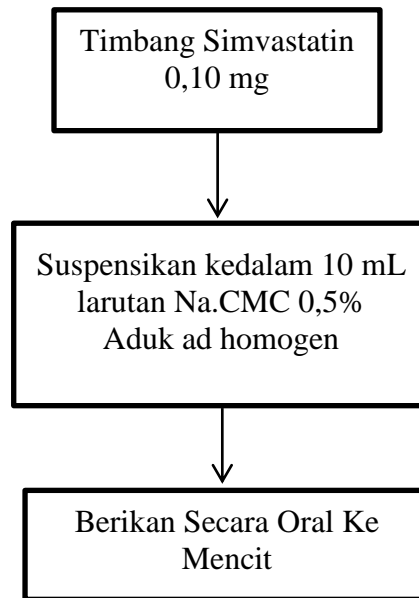 Timbang Simvastatin
0,10 mg
Suspensikan kedalam 10 mL
larutan Na.CMC 0,5%
Aduk ad homogen
Berikan Secara Oral Ke
Mencit